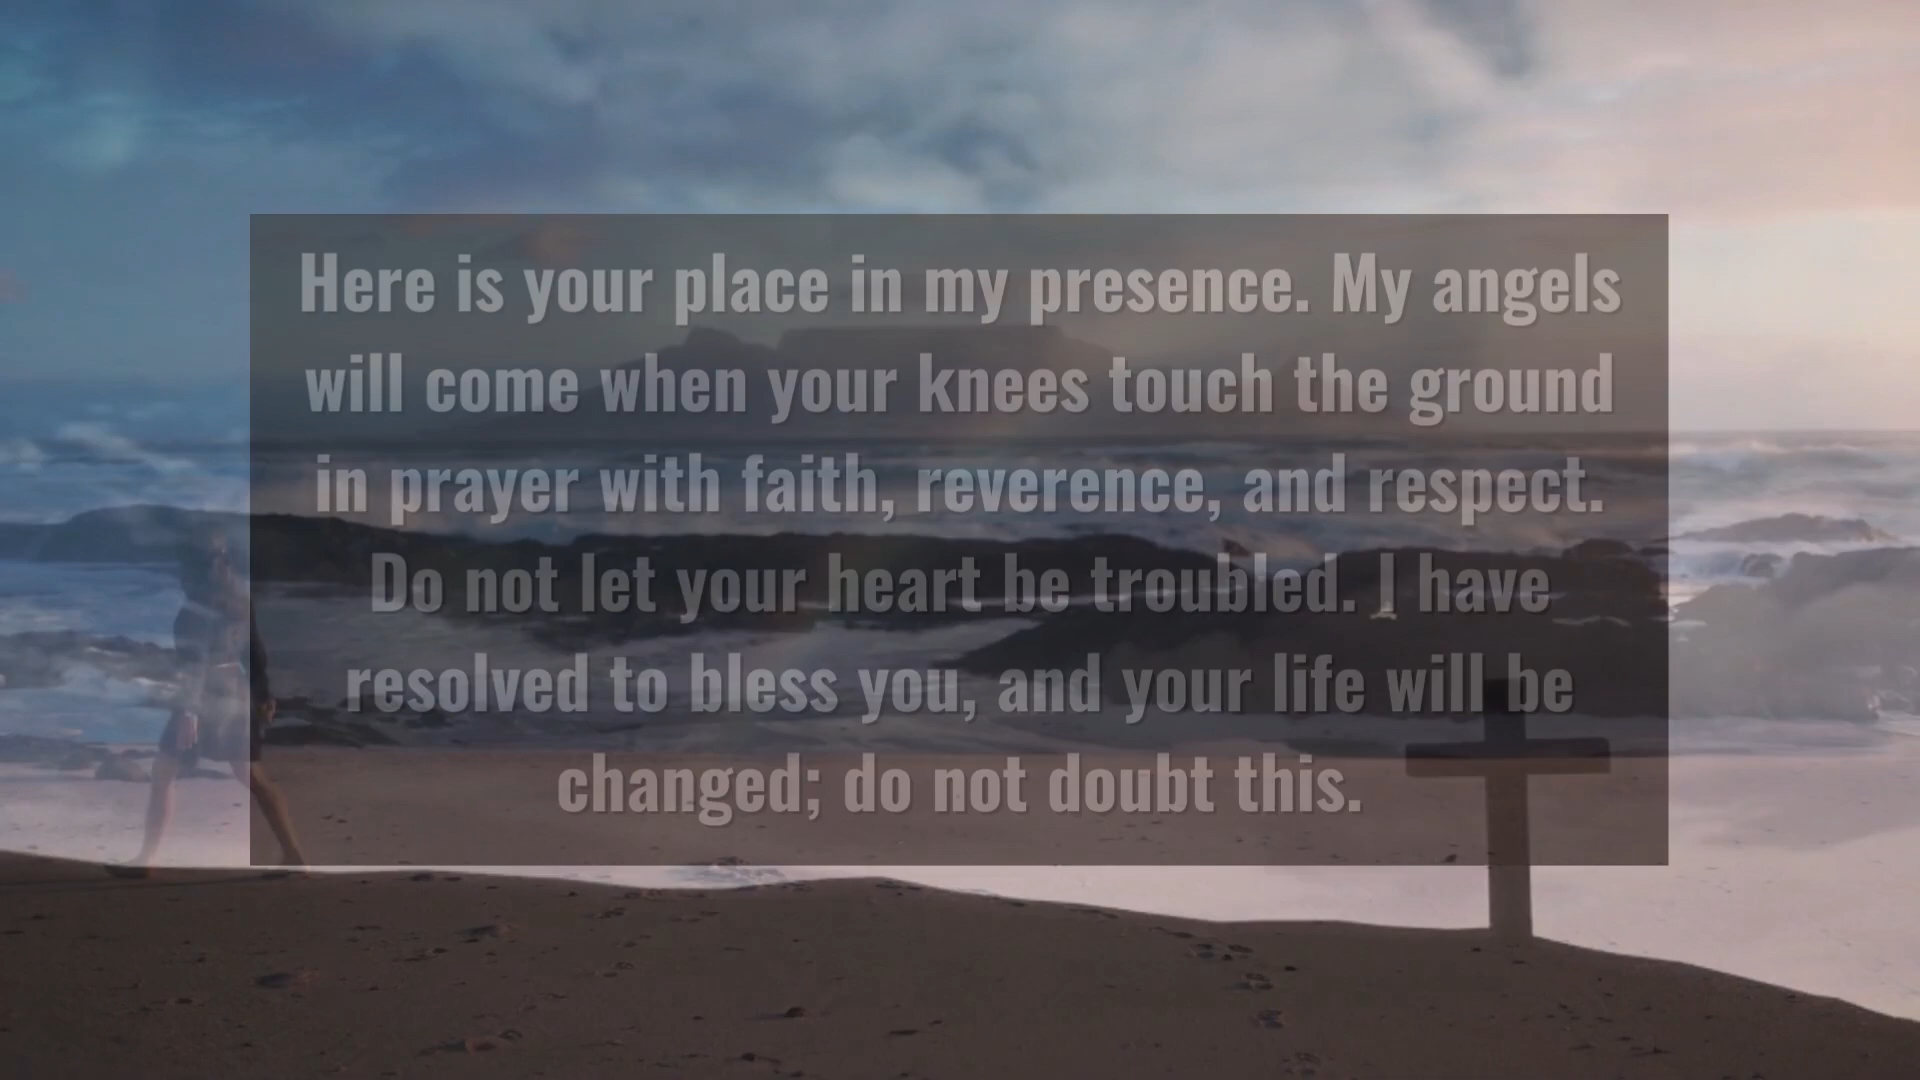 Here is your place in my presence. My angels
will come when your knees touch the ground
in prayer with faith, reverence, and respect.
Do not let your heart be troubled. I have
resolved to bless you, and your life will be
changed; do not doubt this.